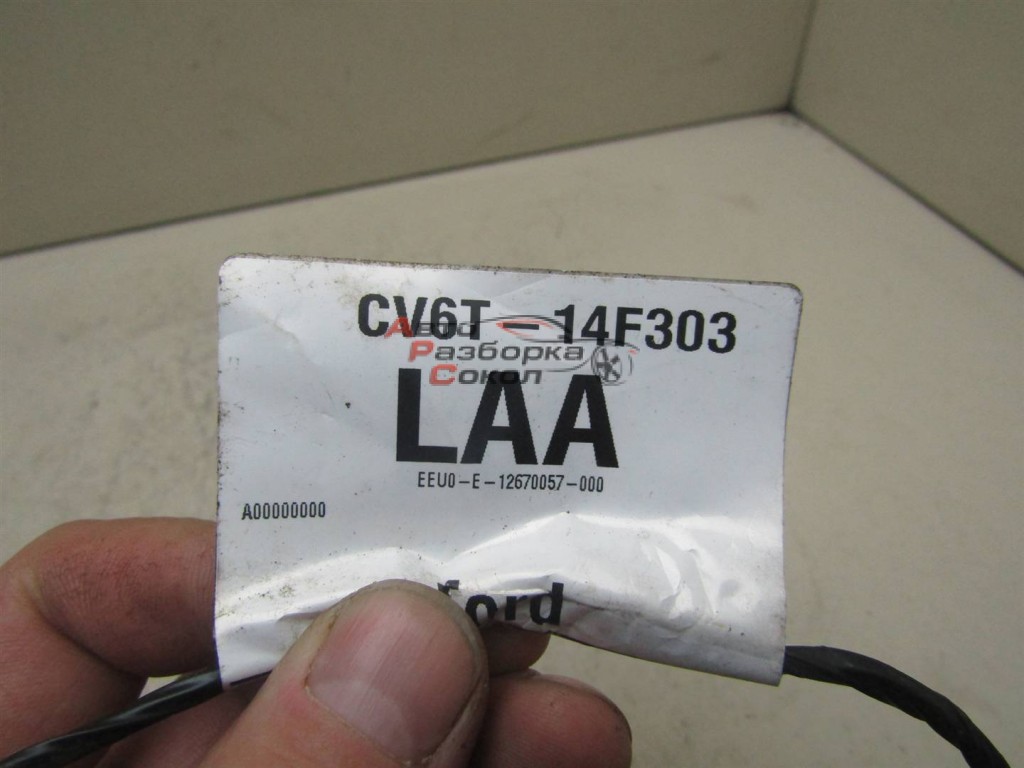 CV6T-14F303
Авто
Разборка
Сокол
LAA
EEU0-E-12670057-000
A00000000
ford